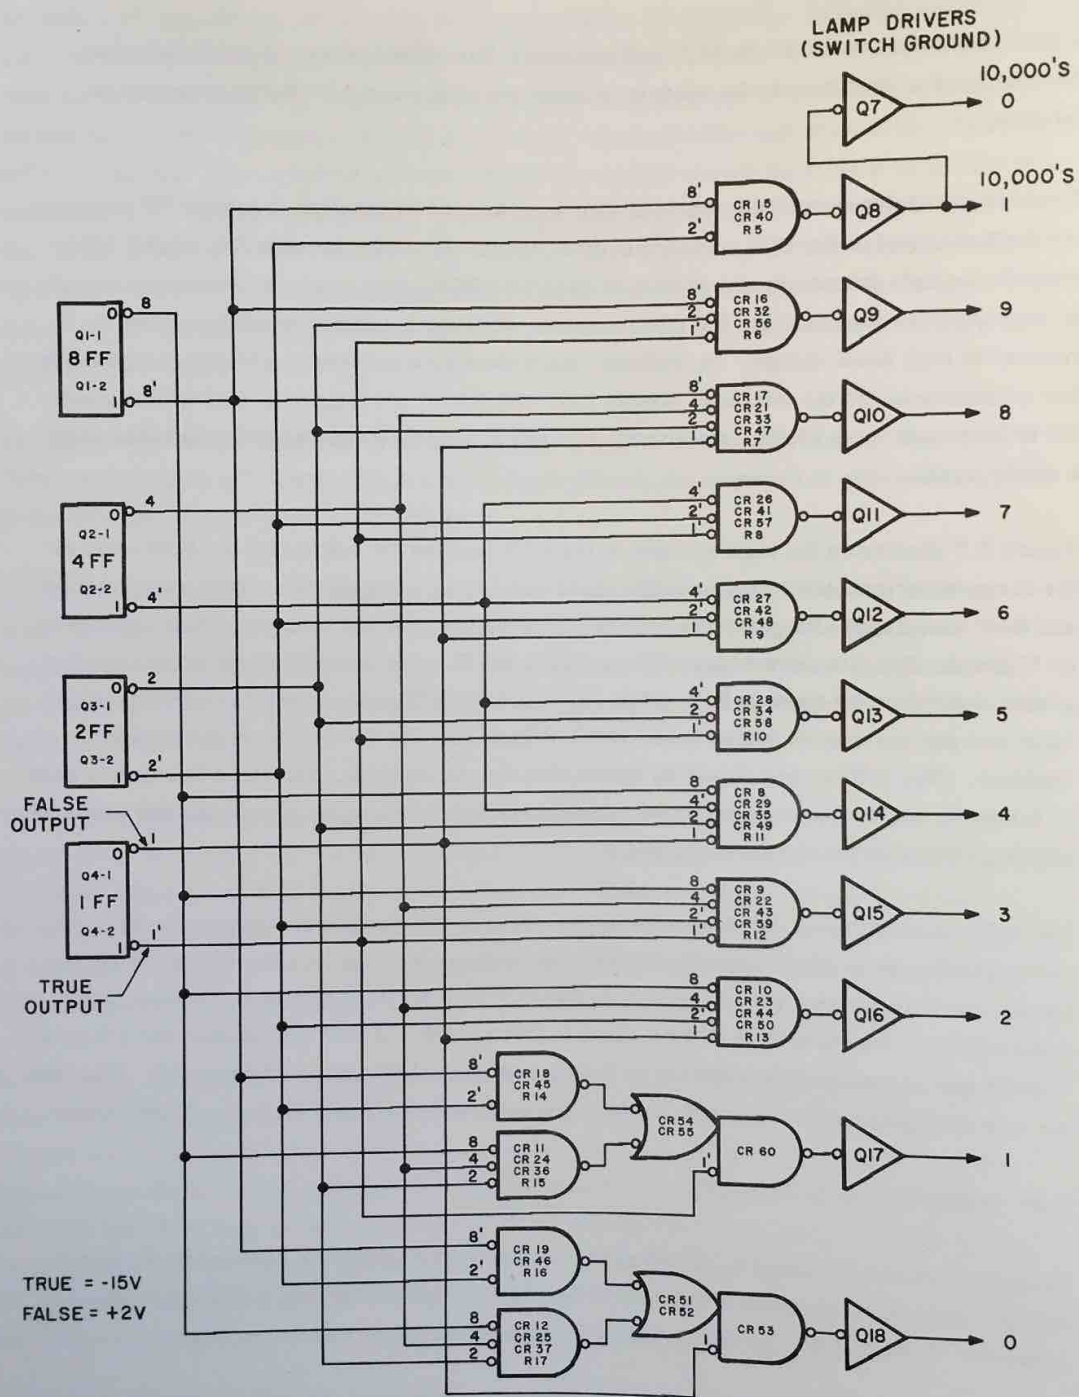 LAMP DRIVERS
(SWITCH GROUND)
Q7
10,000'S
0
8'
2'
CR 15
CR 40
R 5
Q8
10,000'S
1
8'
2
1'
CR 16
CR 32
CR 56
R 6
Q9
9
0
8
Q1-1
8 FF
Q1-2
1
8'
8'
4
2
1
CR 17
CR 21
CR 33
CR 47
R 7
Q10
8
0
4
Q2-1
4 FF
Q2-2
1
4'
4'
2'
1'
CR 26
CR 41
CR 57
R 8
Q11
7
4'
2'
1
CR 27
CR 42
CR 48
R 9
Q12
6
0
2
Q3-1
2FF
Q3-2
1
2'
4'
2
1'
CR 28
CR 34
CR 58
R10
Q13
5
8
4'
2
1
CR 8
CR 29
CR 35
CR 49
R 11
Q14
4
FALSE
OUTPUT
0
1
Q4-1
1 FF
Q4-2
1
1'
TRUE
OUTPUT
8
4
2'
1'
CR 9
CR 22
CR 43
CR 59
R 12
Q15
3
8
4
2'
1
CR 10
CR 23
CR 44
CR 50
R 13
Q16
2
8'
2'
CR 18
CR 45
R 14
8
4
2
CR 11
CR 24
CR 36
R 15
CR 54
CR 55
1'
CR 60
Q17
1
8'
2'
CR 19
CR 46
R 16
8
4
2
CR 12
CR 25
CR 37
R 17
CR 51
CR 52
1
CR 53
Q18
0
TRUE = -15V
FALSE = +2V